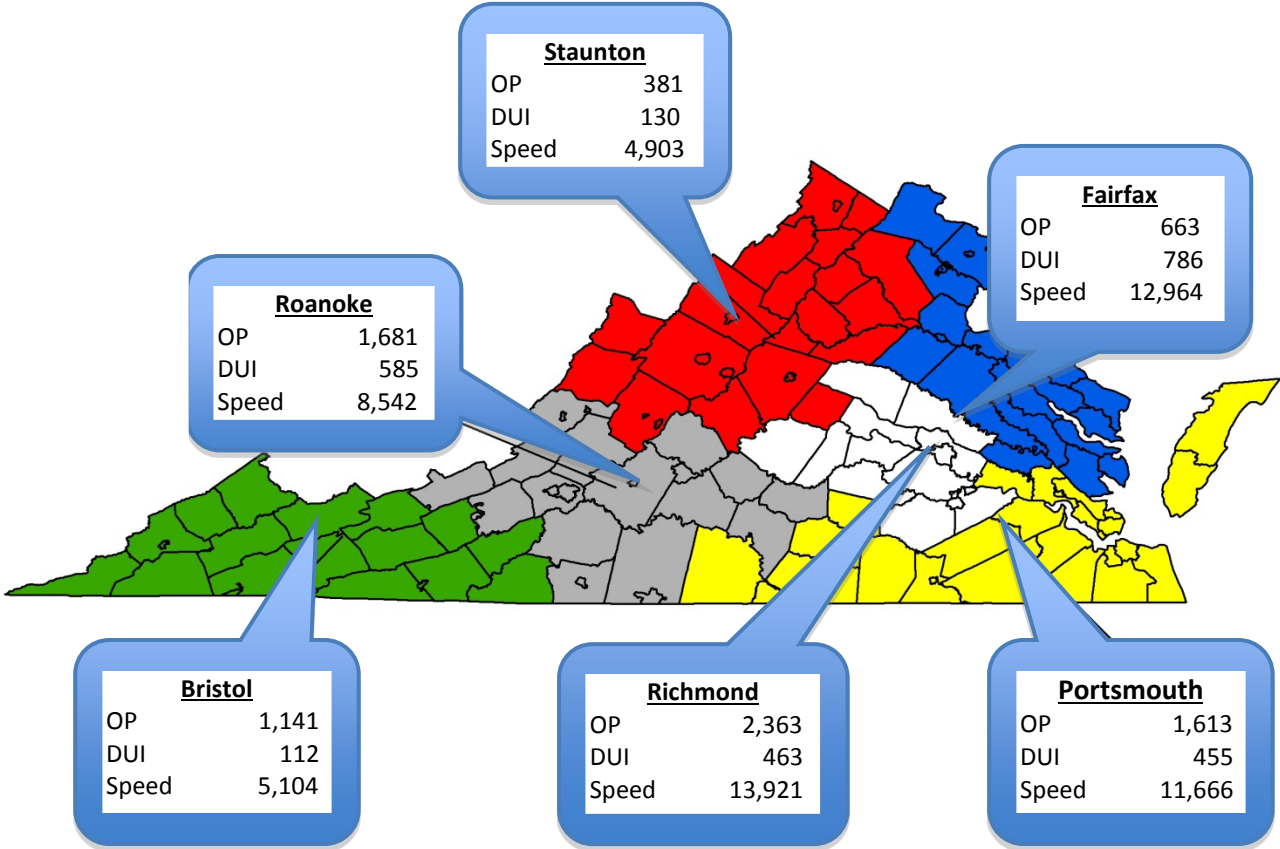 Staunton
OP 381
DUI 130
Speed 4,903
Fairfax
OP 663
DUI 786
Speed 12,964
Roanoke
OP 1,681
DUI 585
Speed 8,542
Bristol
OP 1,141
DUI 112
Speed 5,104
Richmond
OP 2,363
DUI 463
Speed 13,921
Portsmouth
OP 1,613
DUI 455
Speed 11,666